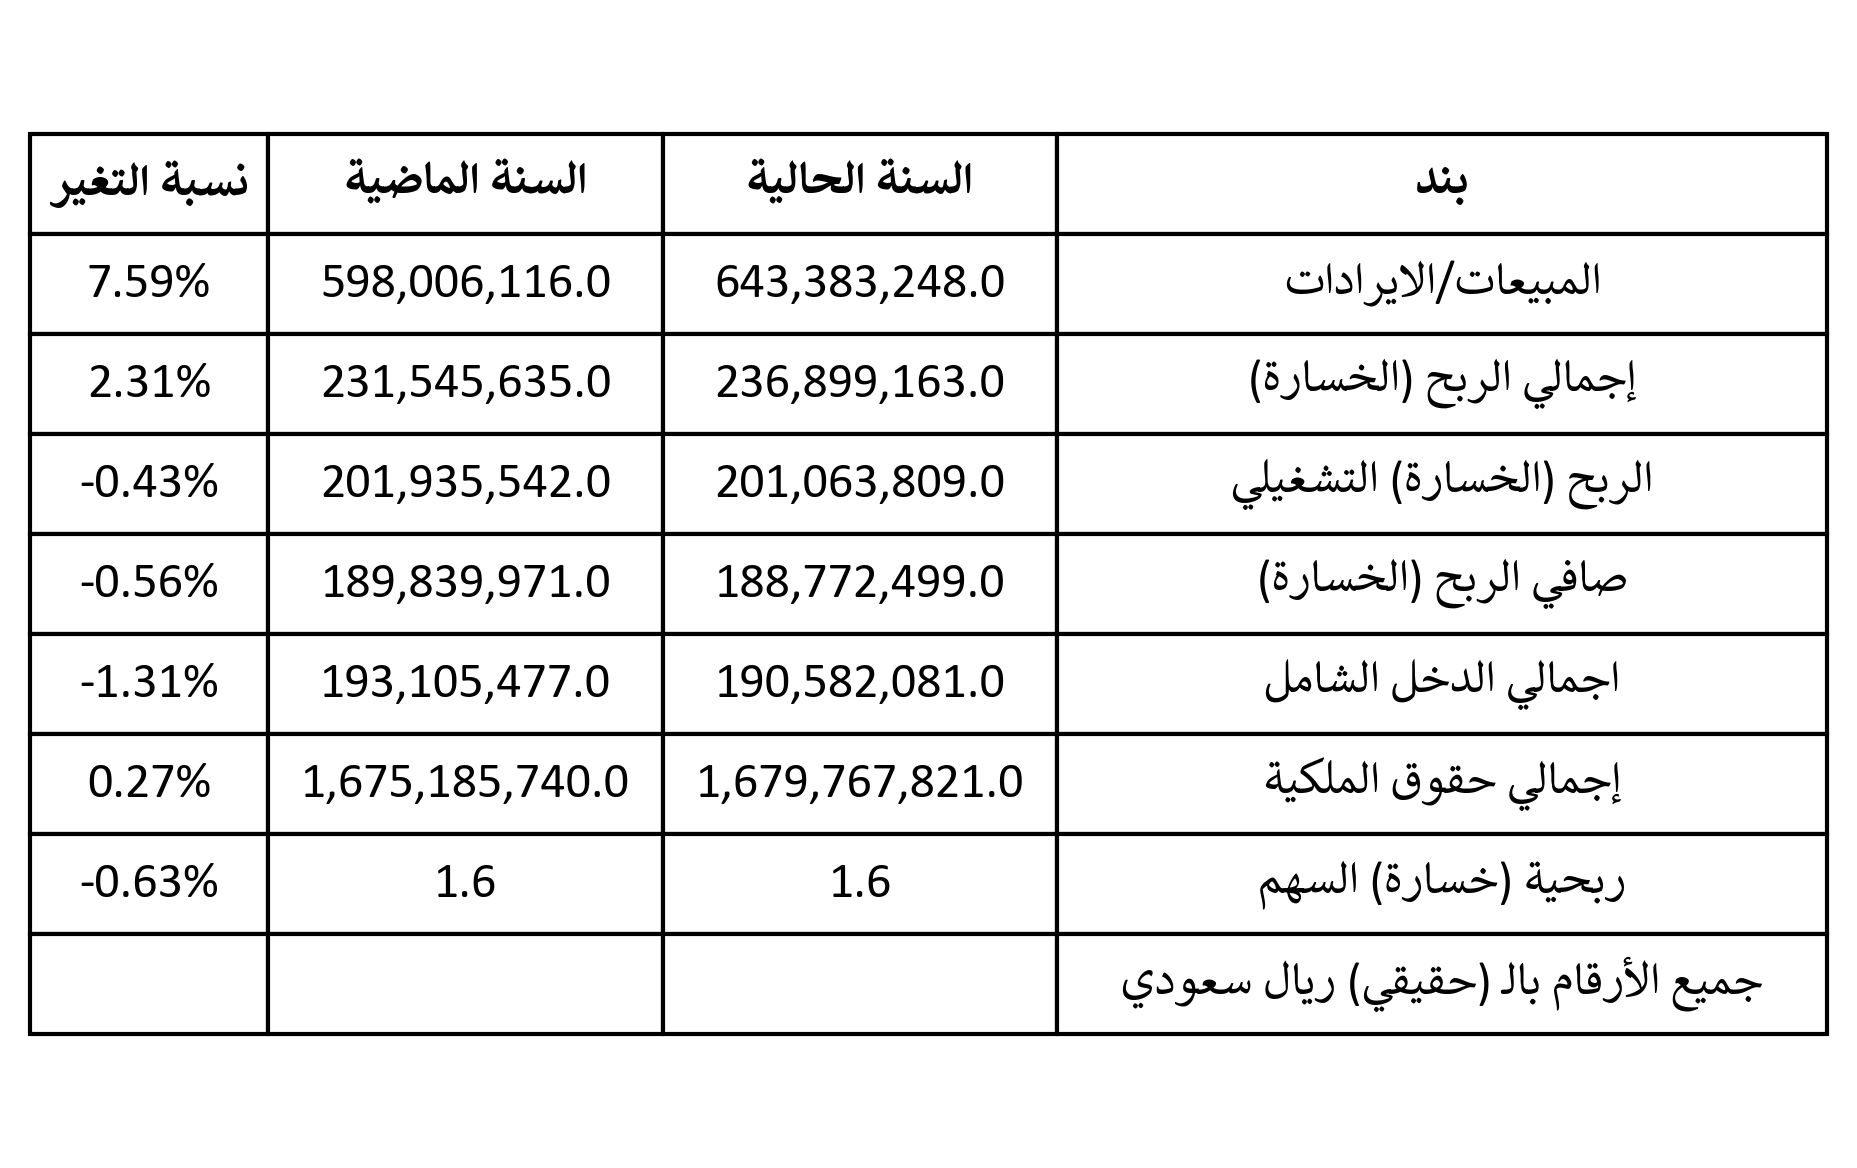 بند السنة الحالية السنة الماضية نسبة التغير
المبيعات/الايرادات 643,383,248.0 598,006,116.0 7.59%
إجمالي الربح (الخسارة) 236,899,163.0 231,545,635.0 2.31%
الربح (الخسارة) التشغيلي 201,063,809.0 201,935,542.0 -0.43%
صافي الربح (الخسارة) 188,772,499.0 189,839,971.0 -0.56%
اجمالي الدخل الشامل 190,582,081.0 193,105,477.0 -1.31%
إجمالي حقوق الملكية 1,679,767,821.0 1,675,185,740.0 0.27%
ربحية (خسارة) السهم 1.6 1.6 -0.63%
جميع الأرقام بالـ (حقيقي) ريال سعودي